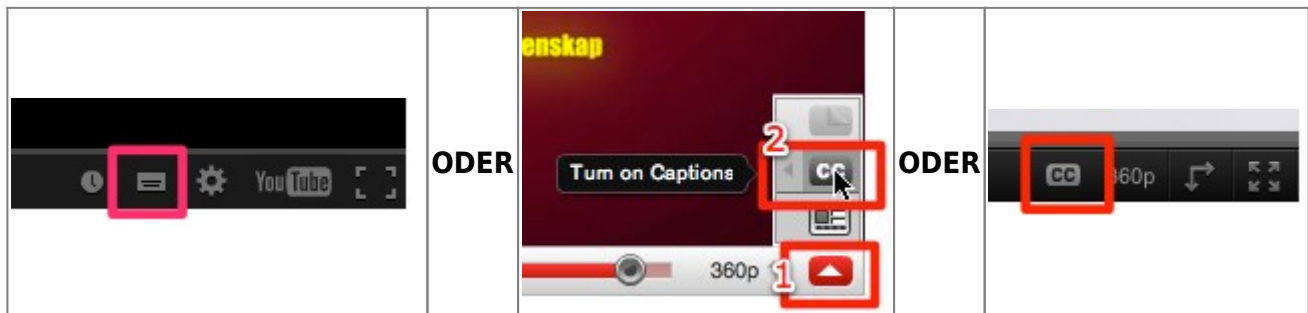 YouTube
ODER
enskap
2
Turn on Captions
CC
360p
1
ODER
CC
360p